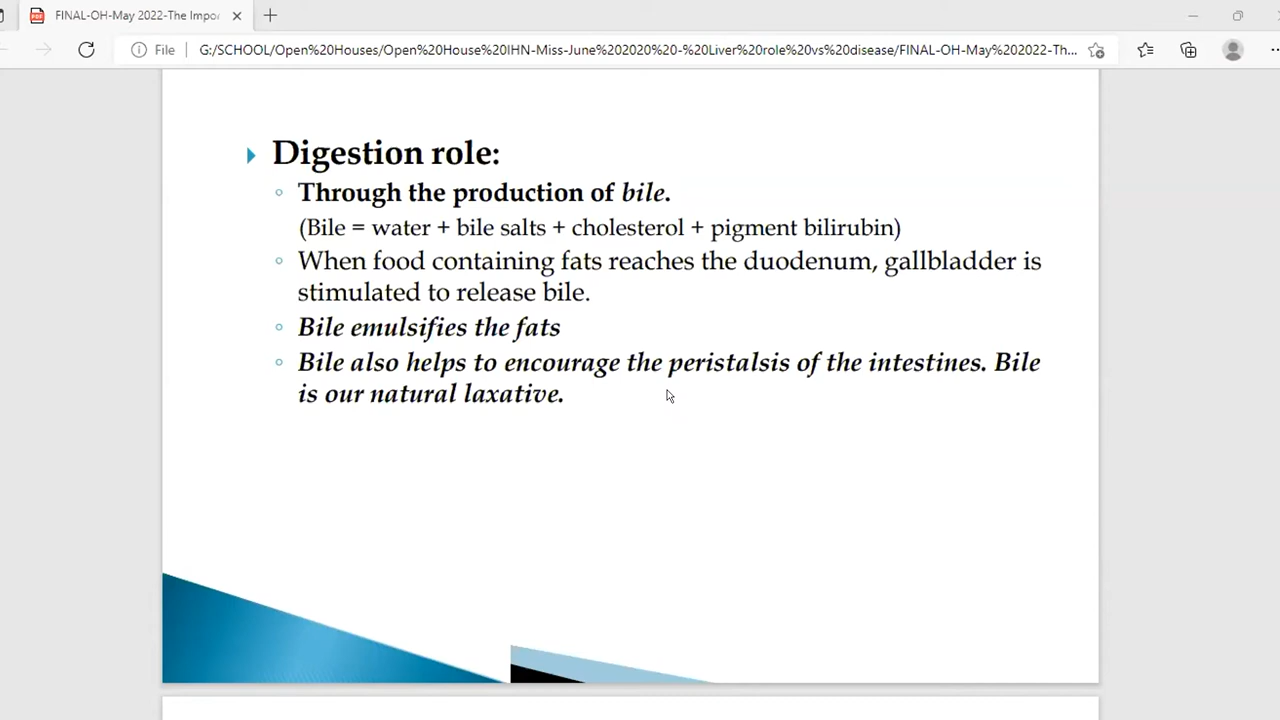 FINAL-OH-May 2022-The Impo
File
G:/SCHOOL/Open%20Houses/Open%20House%20IHN-Miss-June%202020%20-%20Liver%20role%20vs%20disease/FINAL-OH-May%202022-Th...
Digestion role:
Through the production of bile.
(Bile = water + bile salts + cholesterol + pigment bilirubin)
When food containing fats reaches the duodenum, gallbladder is
stimulated to release bile.
Bile emulsifies the fats
Bile also helps to encourage the peristalsis of the intestines. Bile
is our natural laxative.